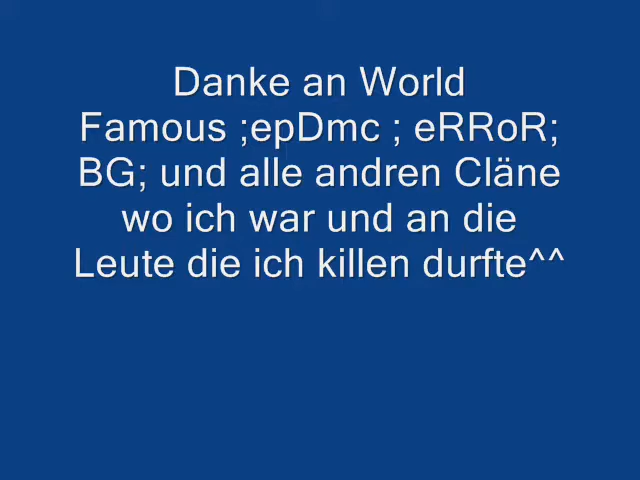 Danke an World
Famous ;epDmc ; eRRoR;
BG; und alle andren Cläne
wo ich war und an die
Leute die ich killen durfte^^